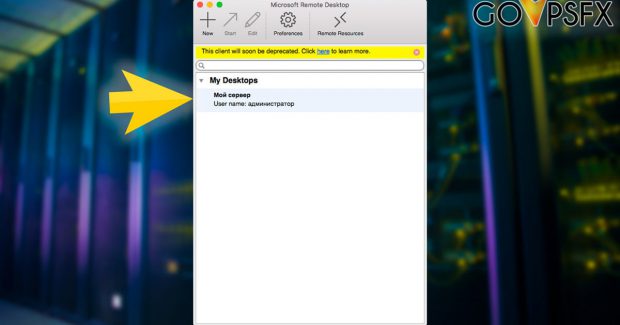 GOVPSFX
Microsoft Remote Desktop
New Start Edit Preferences Remote Resources
This client will soon be deprecated. Click here to learn more.
My Desktops
Мой сервер
User name: администратор